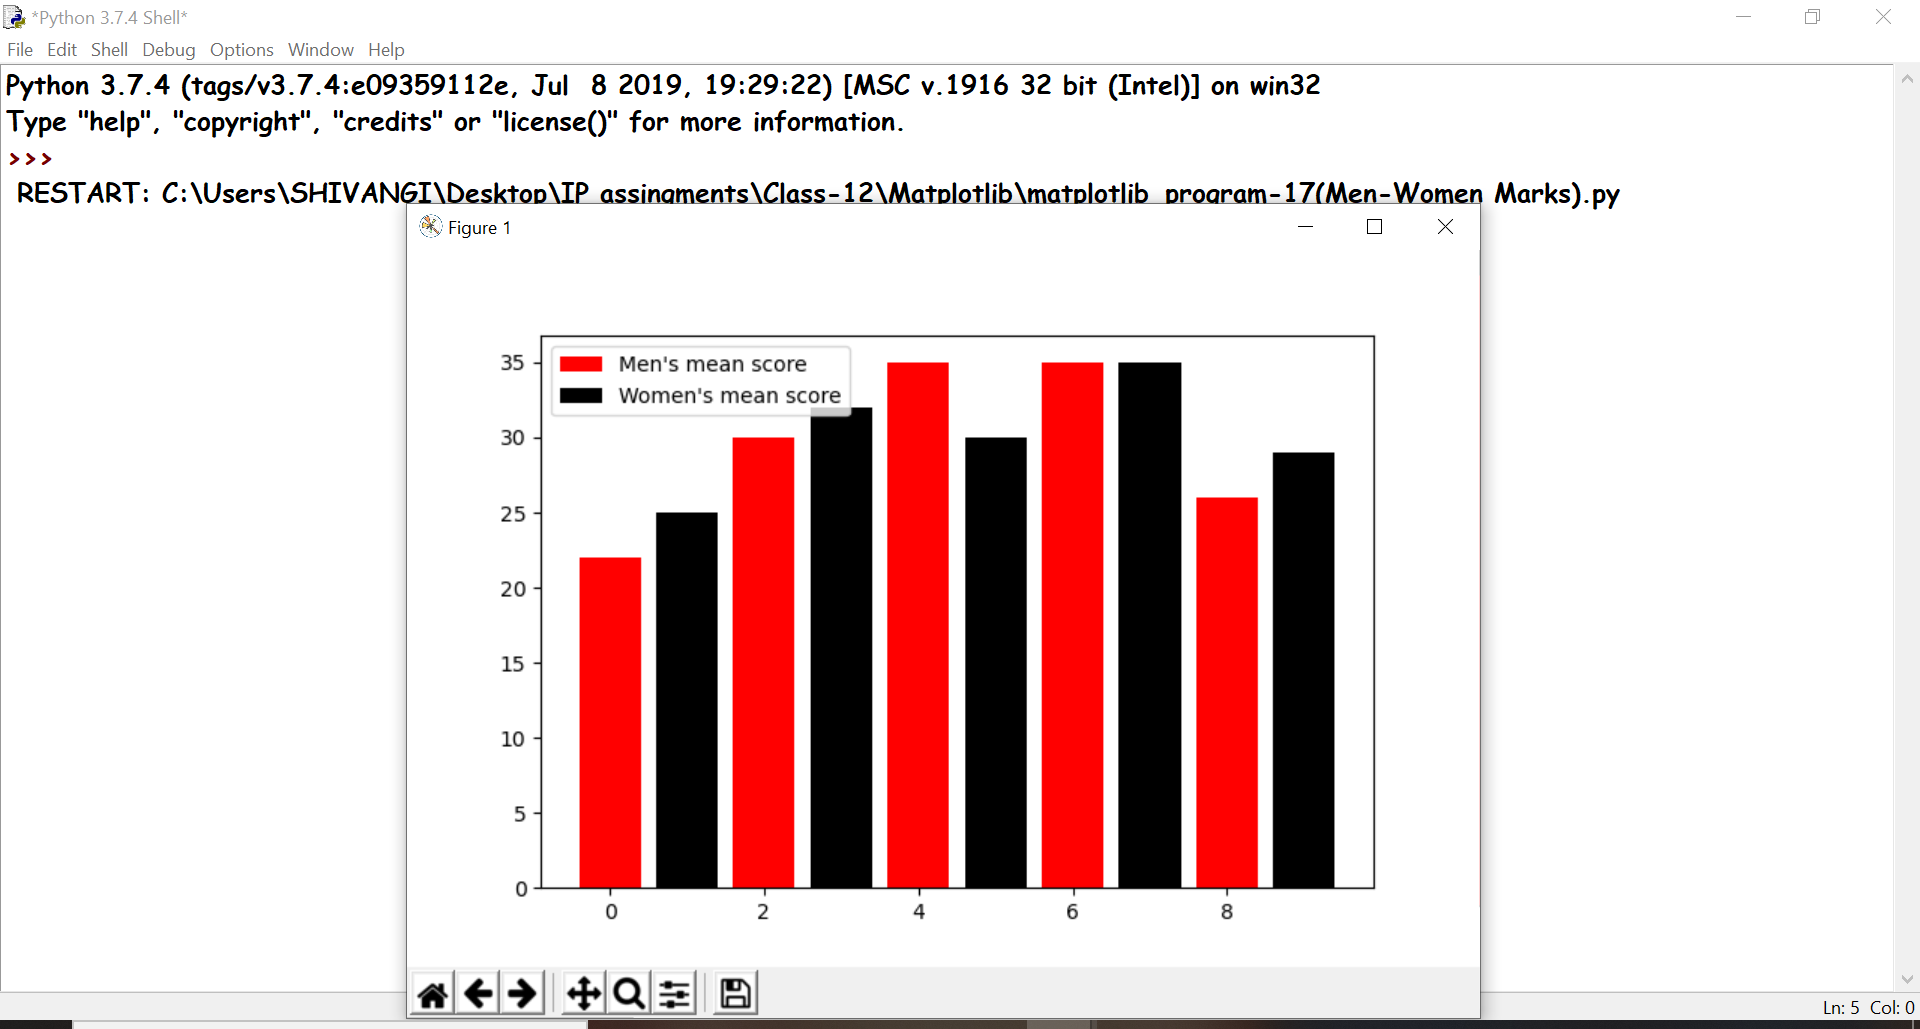 *Python 3.7.4 Shell*
File Edit Shell Debug Options Window Help
Python 3.7.4 (tags/v3.7.4:e09359112e, Jul  8 2019, 19:29:22) [MSC v.1916 32 bit (Intel)] on win32
Type "help", "copyright", "credits" or "license()" for more information.
>>>
RESTART: C:\Users\SHIVANGI\Desktop\IP assingments\Class-12\Matplotlib\matplotlib program-17(Men-Women Marks).py
Figure 1
Men's mean score
Women's mean score
35
30
25
20
15
10
5
0
0 2 4 6 8
Ln: 5 Col: 0